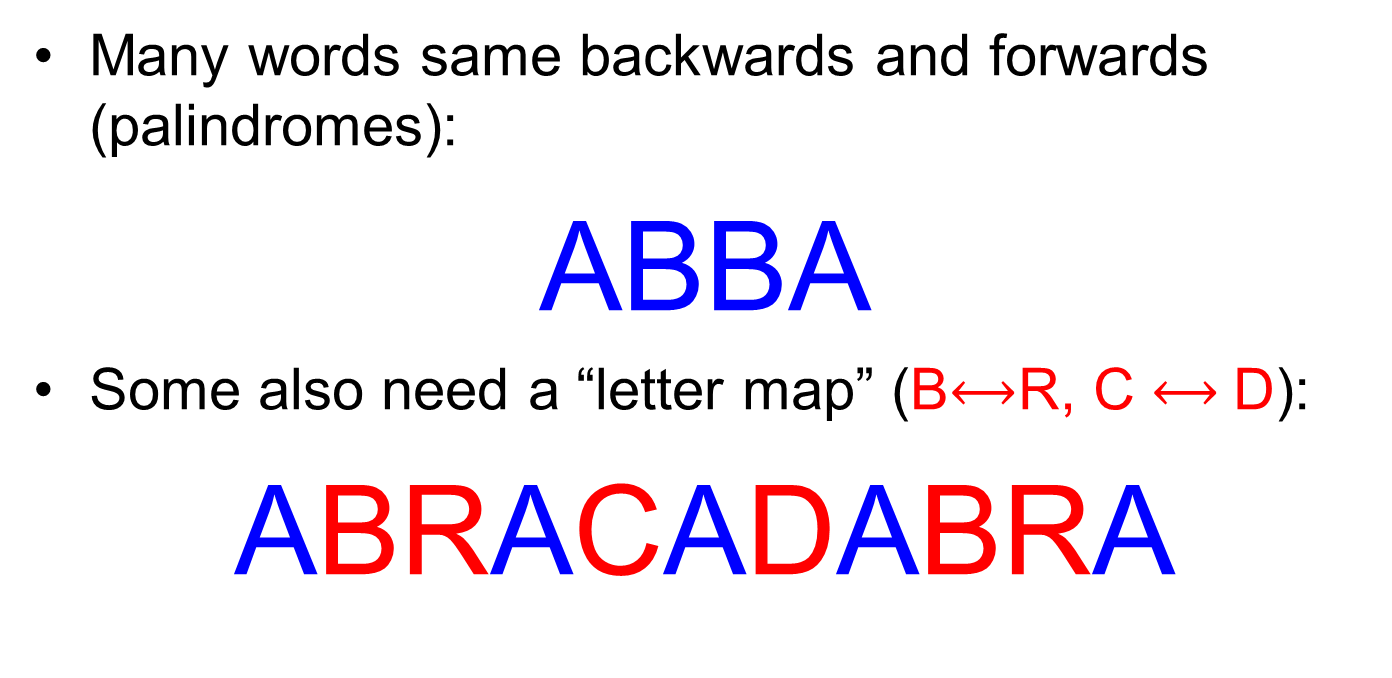 • Many words same backwards and forwards
(palindromes):
ABBA
• Some also need a “letter map” (B↔R, C ↔ D):
ABRACADABRA